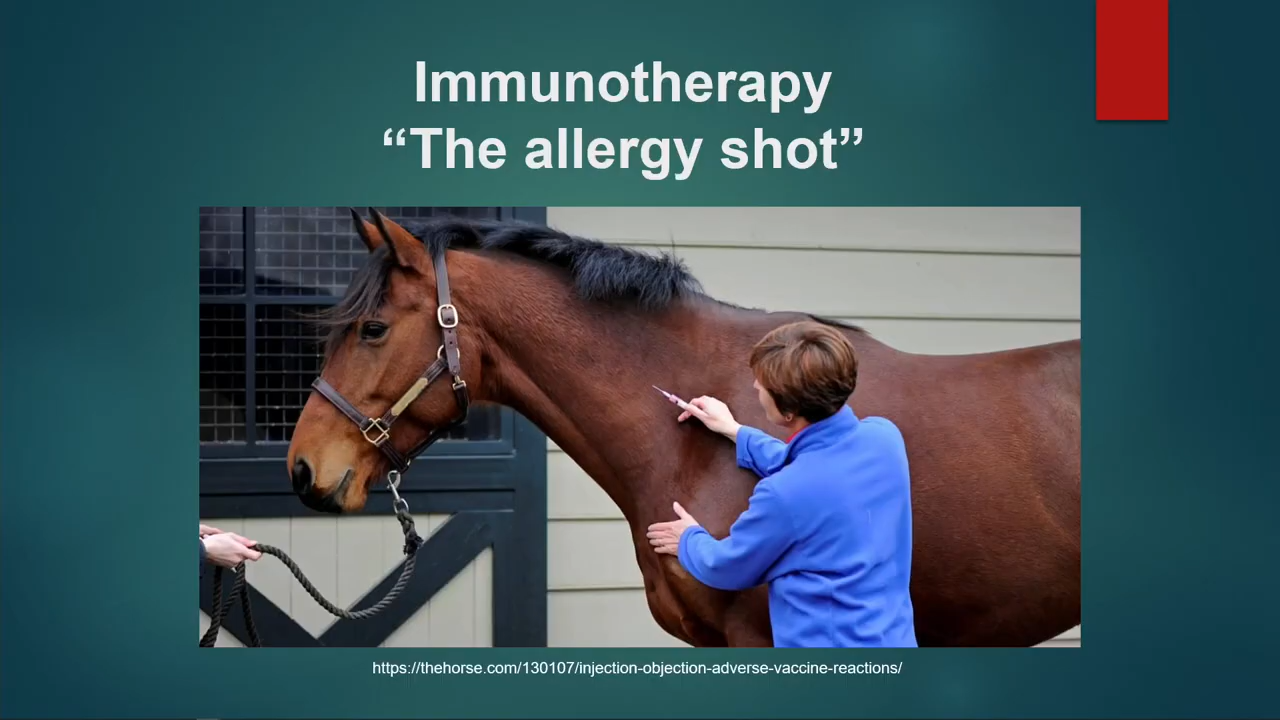 Immunotherapy
“The allergy shot”
https://thehorse.com/130107/injection-objection-adverse-vaccine-reactions/